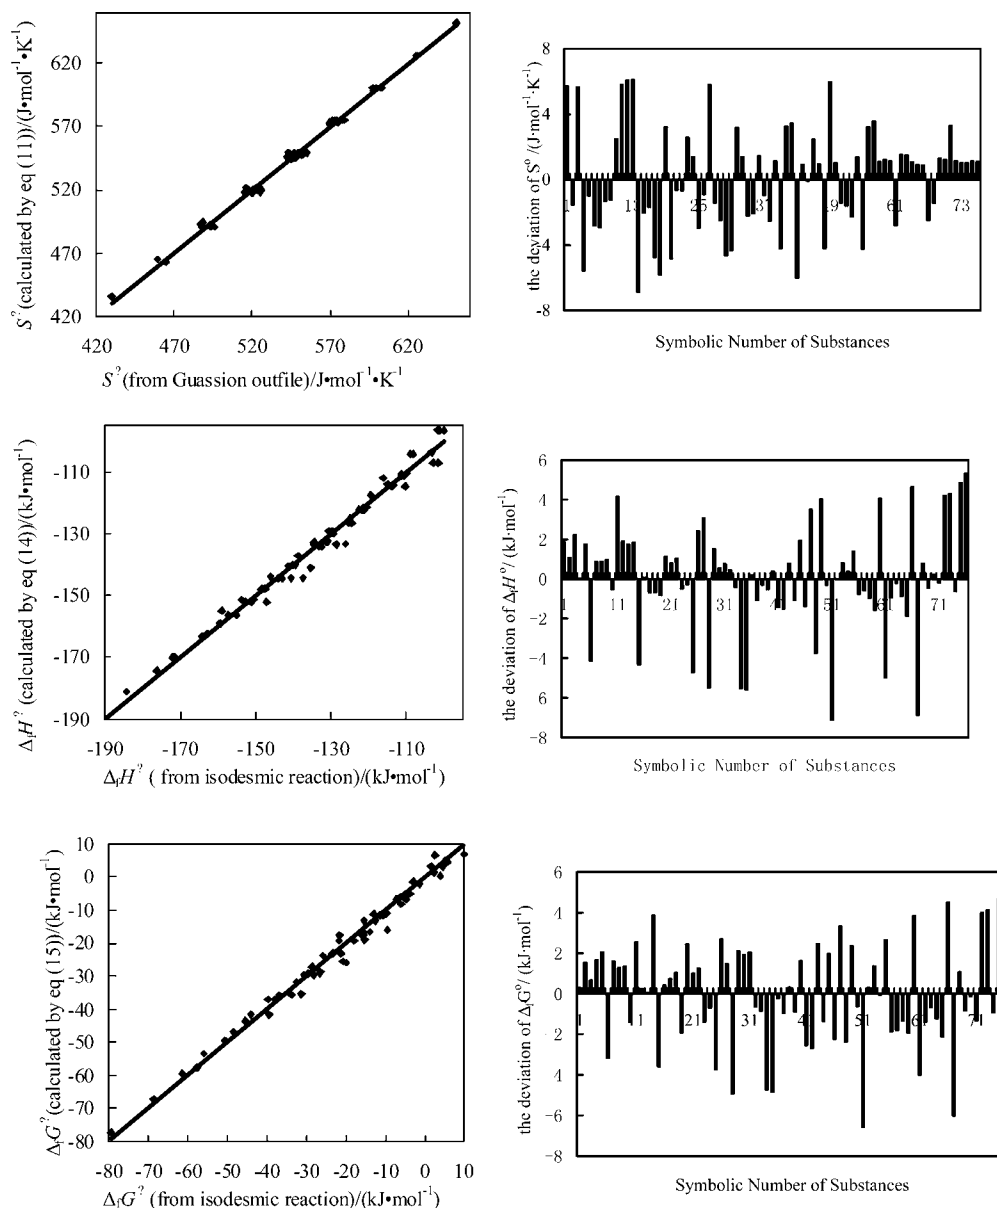 620
570
520
470
420
S?(calculated by eq (11))/(J•mol-1•K-1)
420 470 520 570 620
S?(from Guassion outfile)/J•mol-1•K-1
8
4
0
-4
-8
the deviation of So/(J·mol-1·K-1)
1 13 25 37 49 61 73
Symbolic Number of Substances
-110
-130
-150
-170
-190
ΔfH? (calculated by eq (14))/(kJ•mol-1)
-190 -170 -150 -130 -110
ΔfH? ( from isodesmic reaction)/(kJ•mol-1)
6
4
2
0
-2
-4
-6
-8
the deviation of ΔfHo/ (kJ·mol-1)
1 11 21 31 41 51 61 71
Symbolic Number of Substances
10
0
-10
-20
-30
-40
-50
-60
-70
-80
ΔfG?(calculated by eq (15))/(kJ•mol-1)
-80 -70 -60 -50 -40 -30 -20 -10 0 10
ΔfG? (from isodesmic reaction)/(kJ•mol-1)
6
4
2
0
-2
-4
-6
-8
the deviation of ΔfGo/ (kJ·mol-1)
1 11 21 31 41 51 61 71
Symbolic Number of Substances